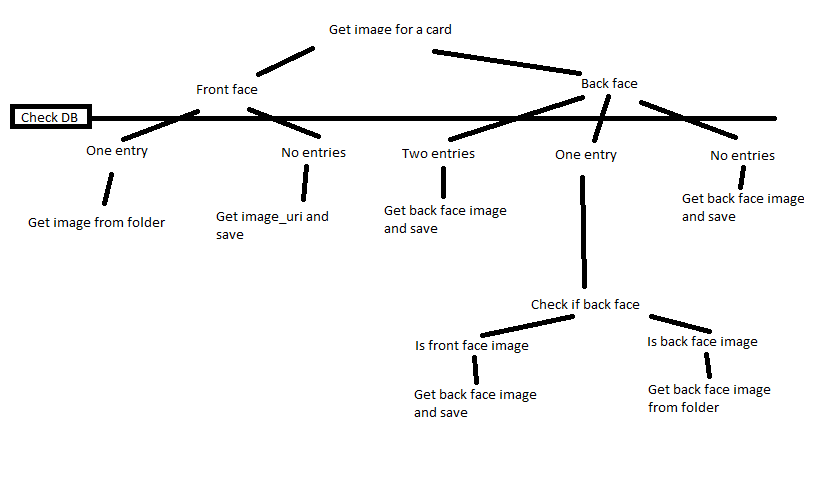 Get image for a card
Front face
Back face
Check DB
One entry
No entries
Two entries
One entry
No entries
Get image from folder
Get image_uri and
save
Get back face image
and save
Get back face image
and save
Check if back face
Is front face image
Is back face image
Get back face image
and save
Get back face image
from folder